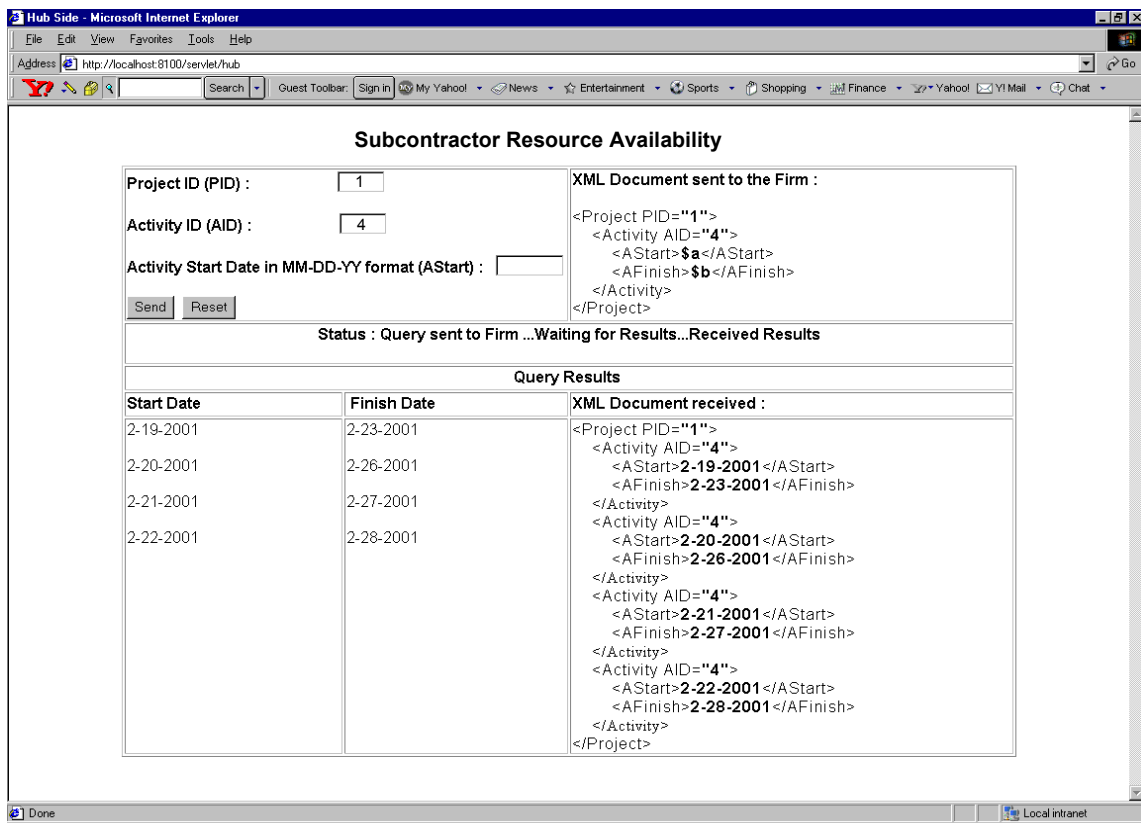 Hub Side - Microsoft Internet Explorer
File Edit View Favorites Tools Help
Address http://localhost:8100/servlet/hub Go
Y! Search Guest Toolbar: Sign in My Yahoo! News Entertainment Sports Shopping Finance Yahoo! Y! Mail Chat
Subcontractor Resource Availability
Project ID (PID) : 1
Activity ID (AID) : 4
Activity Start Date in MM-DD-YY format (AStart) :
Send Reset
XML Document sent to the Firm :
<Project PID="1">
<Activity AID="4">
<AStart>$a</AStart>
<AFinish>$b</AFinish>
</Activity>
</Project>
Status : Query sent to Firm ...Waiting for Results...Received Results
Query Results
Start Date Finish Date XML Document received :
2-19-2001 2-23-2001
2-20-2001 2-26-2001
2-21-2001 2-27-2001
2-22-2001 2-28-2001
<Project PID="1">
<Activity AID="4">
<AStart>2-19-2001</AStart>
<AFinish>2-23-2001</AFinish>
</Activity>
<Activity AID="4">
<AStart>2-20-2001</AStart>
<AFinish>2-26-2001</AFinish>
</Activity>
<Activity AID="4">
<AStart>2-21-2001</AStart>
<AFinish>2-27-2001</AFinish>
</Activity>
<Activity AID="4">
<AStart>2-22-2001</AStart>
<AFinish>2-28-2001</AFinish>
</Activity>
</Project>
Done Local intranet